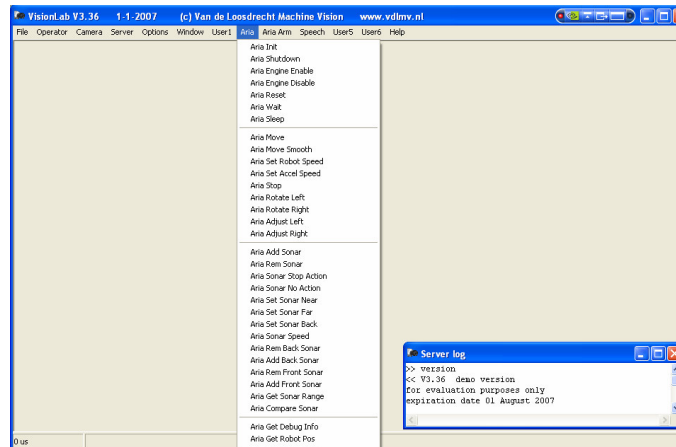 VisionLab V3.36 1-1-2007 (c) Van de Loosdrecht Machine Vision www.vdlmv.nl
File Operator Camera Server Options Window User1 Aria Aria Arm Speech User5 User6 Help
Aria Init
Aria Shutdown
Aria Engine Enable
Aria Engine Disable
Aria Reset
Aria Wait
Aria Sleep
Aria Move
Aria Move Smooth
Aria Set Robot Speed
Aria Set Accel Speed
Aria Stop
Aria Rotate Left
Aria Rotate Right
Aria Adjust Left
Aria Adjust Right
Aria Add Sonar
Aria Rem Sonar
Aria Sonar Stop Action
Aria Sonar No Action
Aria Set Sonar Near
Aria Set Sonar Far
Aria Set Sonar Back
Aria Sonar Speed
Aria Rem Back Sonar
Aria Add Back Sonar
Aria Rem Front Sonar
Aria Add Front Sonar
Aria Get Sonar Range
Aria Compare Sonar
Aria Get Debug Info
Aria Get Robot Pos
Server log
>> version
<< V3.36 demo version
for evaluation purposes only
expiration date 01 August 2007
0 us